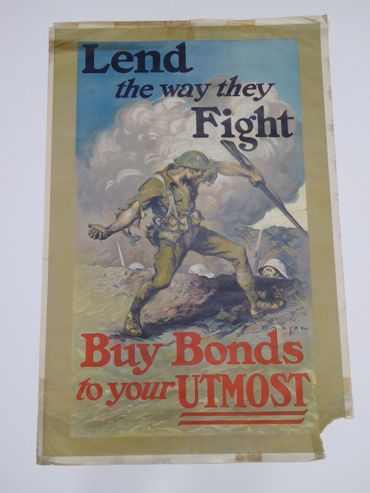 Lend
the way they
Fight
Buy Bonds
to your UTMOST